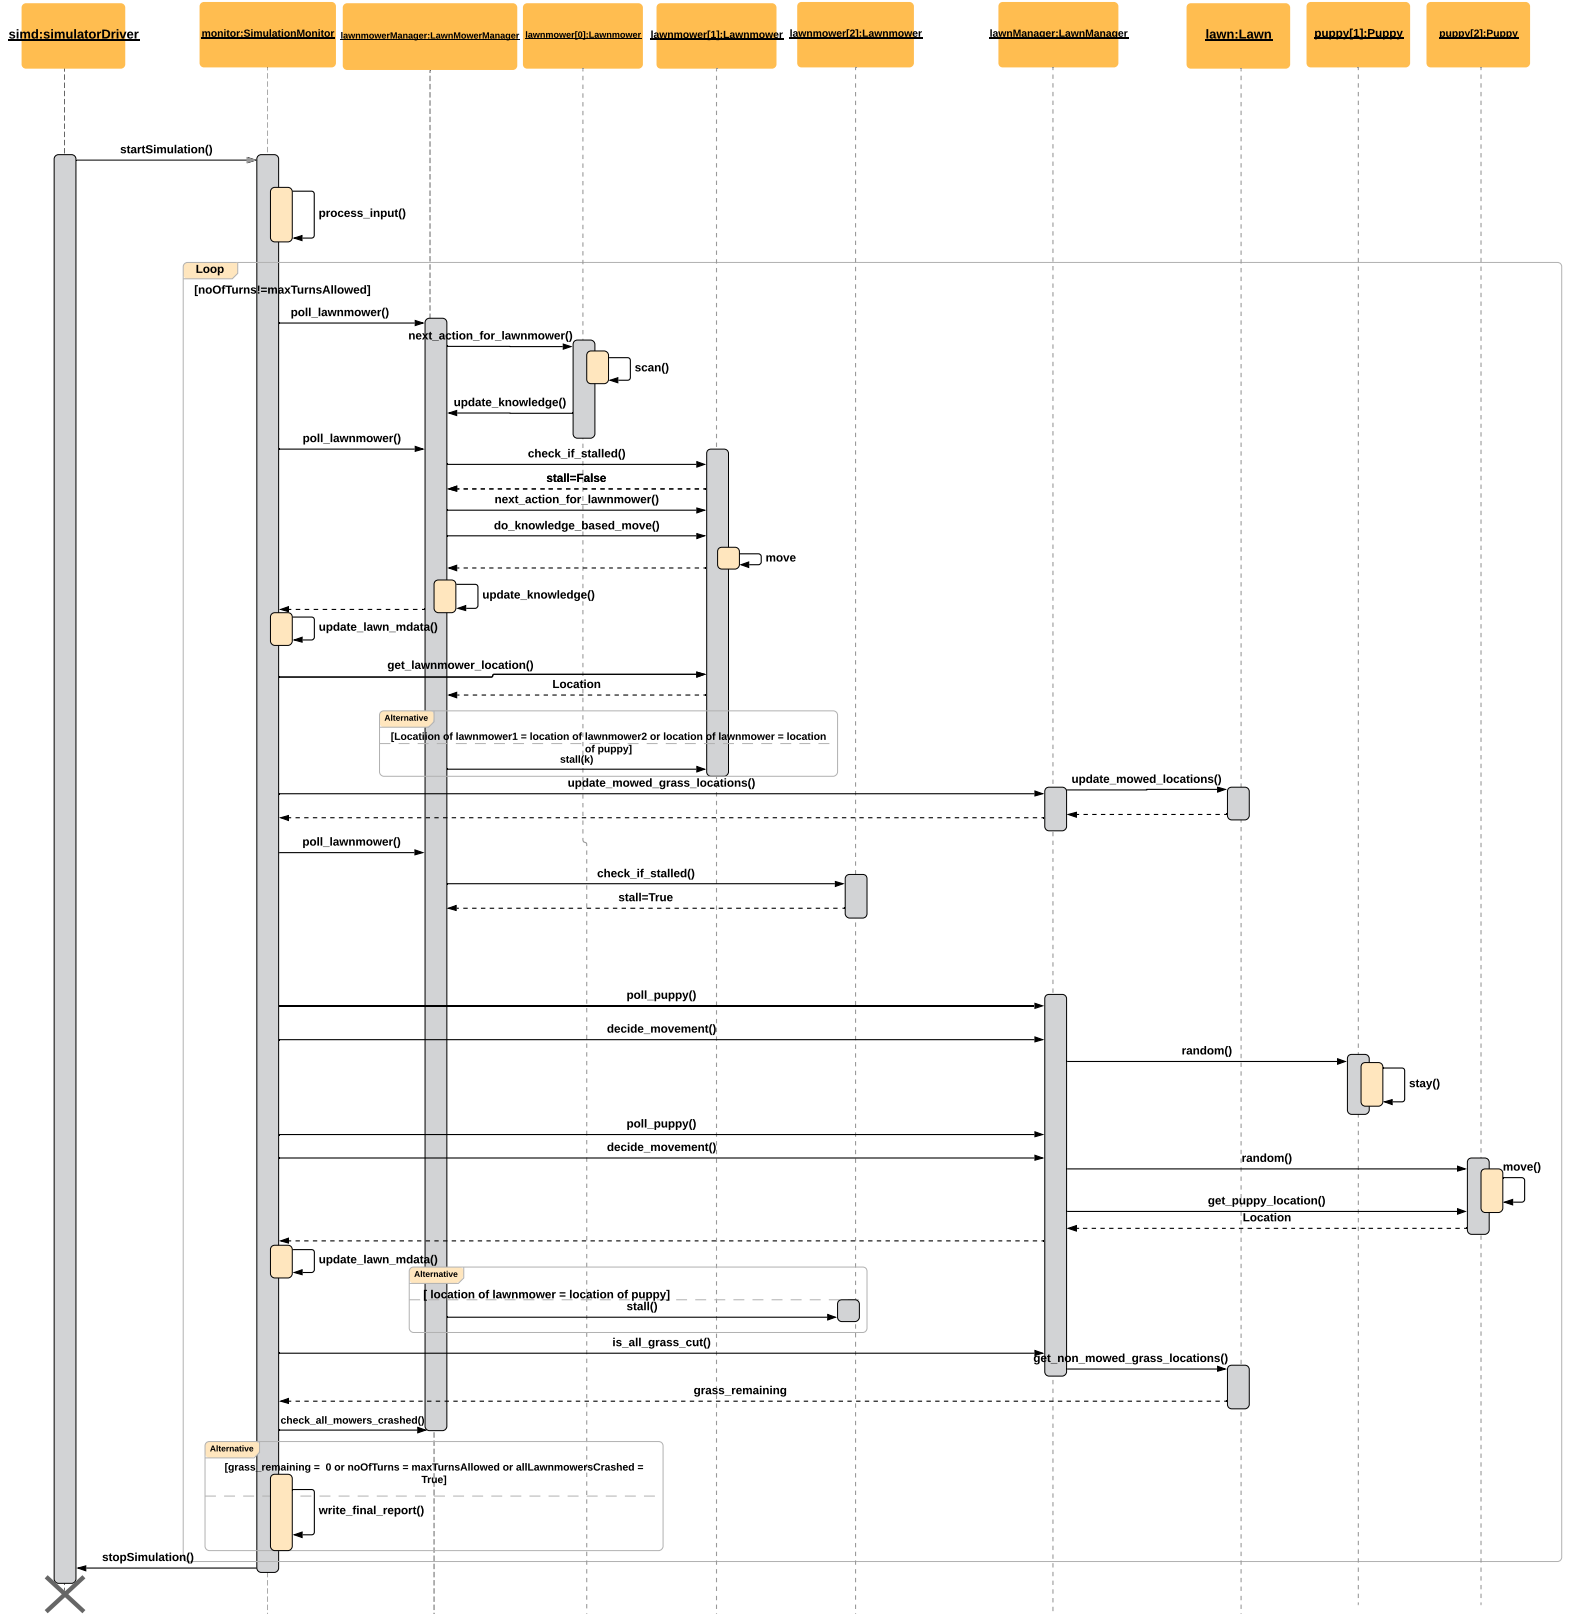 simd:simulatorDriver
monitor:SimulationMonitor
lawnmowerManager:LawnMowerManager
lawnmower[0]:Lawnmower
lawnmower[1]:Lawnmower
lawnmower[2]:Lawnmower
lawnManager:LawnManager
lawn:Lawn
puppy[1]:Puppy
puppy[2]:Puppy
startSimulation()
process_input()
Loop
[noOfTurns!=maxTurnsAllowed]
poll_lawnmower()
next_action_for_lawnmower()
scan()
update_knowledge()
poll_lawnmower()
check_if_stalled()
stall=False
next_action_for_lawnmower()
do_knowledge_based_move()
move
update_knowledge()
update_lawn_mdata()
get_lawnmower_location()
Location
Alternative
[Locatiion of lawnmower1 = location of lawnmower2 or location of lawnmower = location
of puppy]
stall(k)
update_mowed_grass_locations()
update_mowed_locations()
poll_lawnmower()
check_if_stalled()
stall=True
poll_puppy()
decide_movement()
random()
stay()
poll_puppy()
decide_movement()
random()
move()
get_puppy_location()
Location
update_lawn_mdata()
Alternative
[ location of lawnmower = location of puppy]
stall()
is_all_grass_cut()
get_non_mowed_grass_locations()
grass_remaining
check_all_mowers_crashed()
Alternative
[grass_remaining =  0 or noOfTurns = maxTurnsAllowed or allLawnmowersCrashed =
True]
write_final_report()
stopSimulation()